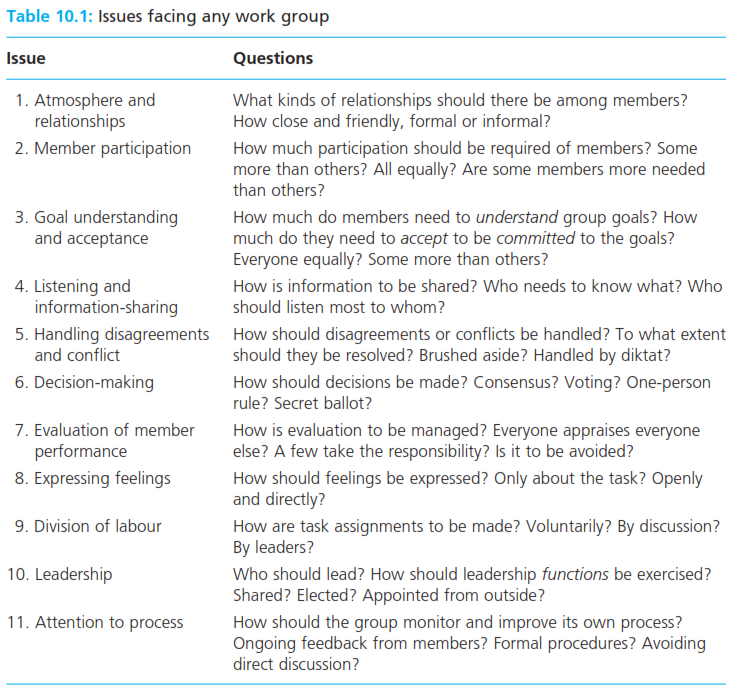 Table 10.1: Issues facing any work group
Issue Questions
1. Atmosphere and What kinds of relationships should there be among members?
relationships How close and friendly, formal or informal?
2. Member participation How much participation should be required of members? Some
more than others? All equally? Are some members more needed
than others?
3. Goal understanding How much do members need to understand group goals? How
and acceptance much do they need to accept to be committed to the goals?
Everyone equally? Some more than others?
4. Listening and How is information to be shared? Who needs to know what? Who
information-sharing should listen most to whom?
5. Handling disagreements How should disagreements or conflicts be handled? To what extent
and conflict should they be resolved? Brushed aside? Handled by diktat?
6. Decision-making How should decisions be made? Consensus? Voting? One-person
rule? Secret ballot?
7. Evaluation of member How is evaluation to be managed? Everyone appraises everyone
performance else? A few take the responsibility? Is it to be avoided?
8. Expressing feelings How should feelings be expressed? Only about the task? Openly
and directly?
9. Division of labour How are task assignments to be made? Voluntarily? By discussion?
By leaders?
10. Leadership Who should lead? How should leadership functions be exercised?
Shared? Elected? Appointed from outside?
11. Attention to process How should the group monitor and improve its own process?
Ongoing feedback from members? Formal procedures? Avoiding
direct discussion?